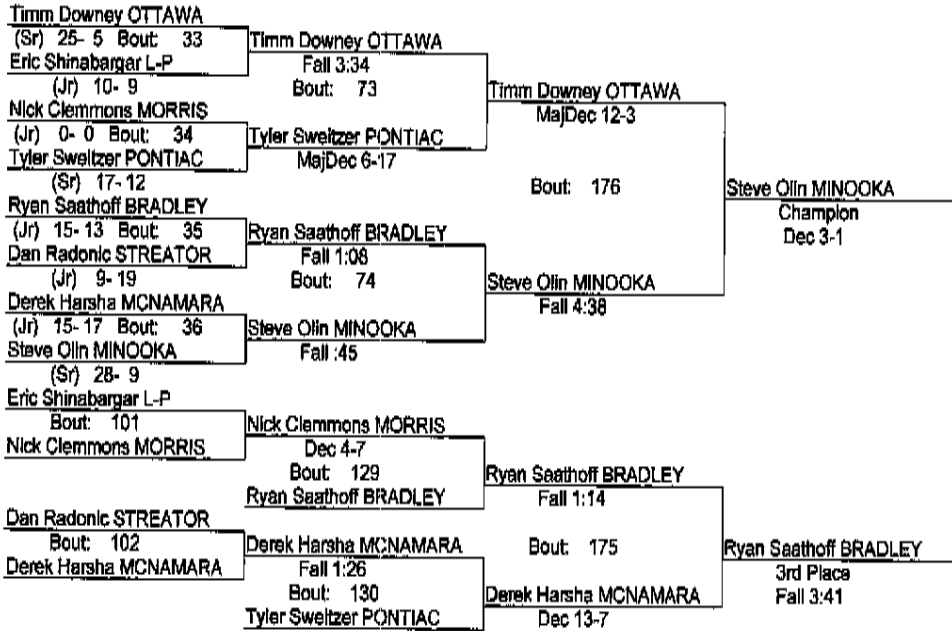 Timm Downey OTTAWA
(Sr) 25- 5 Bout: 33
Eric Shinabargar L-P
(Jr) 10- 9
Nick Clemmons MORRIS
(Jr) 0- 0 Bout: 34
Tyler Sweitzer PONTIAC
(Sr) 17- 12
Ryan Saathoff BRADLEY
(Jr) 15- 13 Bout: 35
Dan Radonic STREATOR
(Jr) 9- 19
Derek Harsha MCNAMARA
(Jr) 15- 17 Bout: 36
Steve Olin MINOOKA
(Sr) 28- 9
Timm Downey OTTAWA
Fall 3:34
Bout: 73
Tyler Sweitzer PONTIAC
MajDec 6-17
Ryan Saathoff BRADLEY
Fall 1:08
Bout: 74
Steve Olin MINOOKA
Fall :45
Timm Downey OTTAWA
MajDec 12-3
Bout: 176
Steve Olin MINOOKA
Fall 4:38
Steve Olin MINOOKA
Champion
Dec 3-1
Eric Shinabargar L-P
Bout: 101
Nick Clemmons MORRIS
Dan Radonic STREATOR
Bout: 102
Derek Harsha MCNAMARA
Nick Clemmons MORRIS
Dec 4-7
Bout: 129
Ryan Saathoff BRADLEY
Derek Harsha MCNAMARA
Fall 1:26
Bout: 130
Tyler Sweitzer PONTIAC
Ryan Saathoff BRADLEY
Fall 1:14
Bout: 175
Derek Harsha MCNAMARA
Dec 13-7
Ryan Saathoff BRADLEY
3rd Place
Fall 3:41